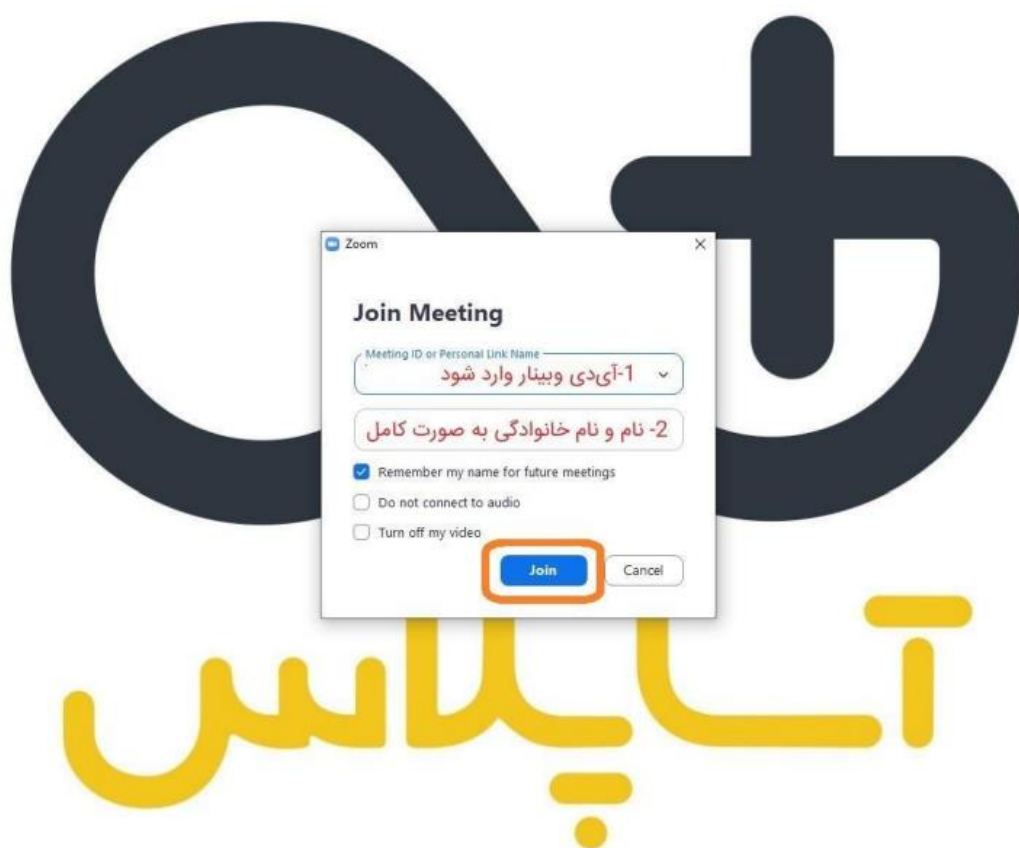 Zoom
Join Meeting
Meeting ID or Personal Link Name
1-آی‌دی وبینار وارد شود
2- نام و نام خانوادگی به صورت کامل
Remember my name for future meetings
Do not connect to audio
Turn off my video
Join Cancel
آساپلاس